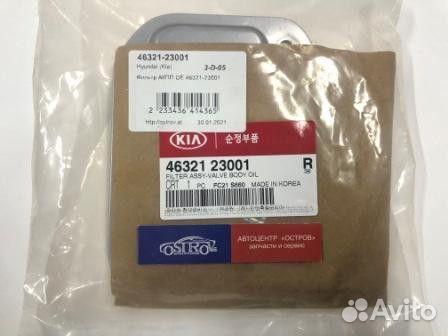 46321-23001
Hyundai (Kia)
3-D-05
Фильтр АКПП DE 46321-23001
2 233436 414365
http://ostrov.at
30.01.2021
KIA
순정부품
46321 23001
R
FILTER ASSY-VALVE BODY OIL
QRT 1 PC FC21 S660 MADE IN KOREA
OSTROV
АВТОЦЕНТР «ОСТРОВ»
запчасти и сервис
Avito